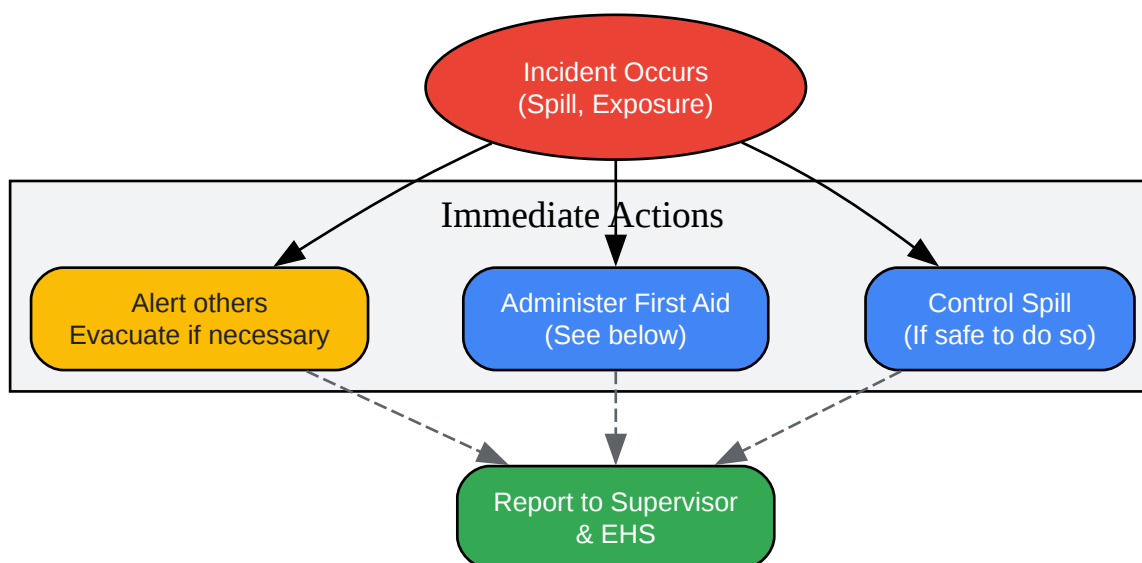 Incident Occurs
(Spill, Exposure)
Immediate Actions
Alert others
Evacuate if necessary
Administer First Aid
(See below)
Control Spill
(If safe to do so)
Report to Supervisor
& EHS